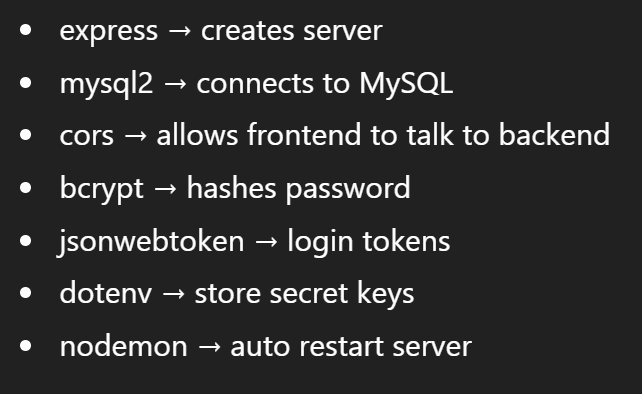 • express → creates server
• mysql2 → connects to MySQL
• cors → allows frontend to talk to backend
• bcrypt → hashes password
• jsonwebtoken → login tokens
• dotenv → store secret keys
• nodemon → auto restart server